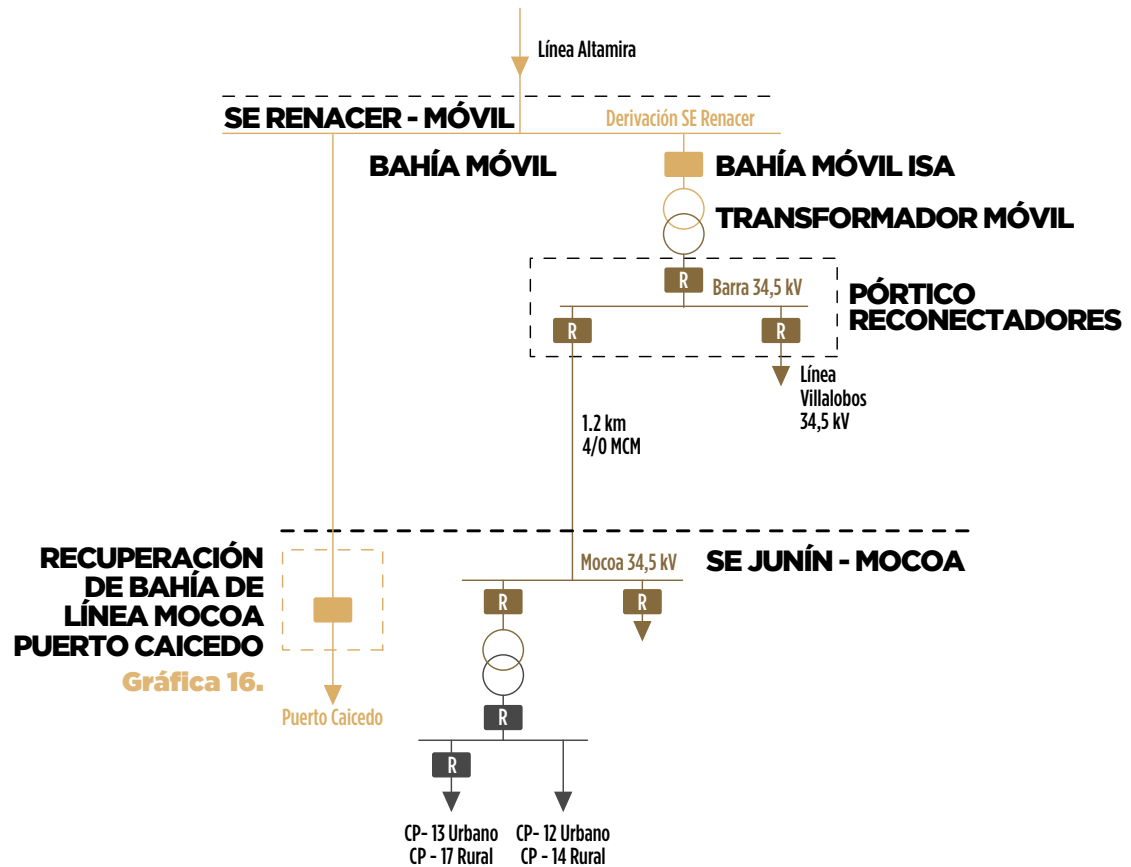 Línea Altamira
SE RENACER - MÓVIL
Derivación SE Renacer
BAHÍA MÓVIL
BAHÍA MÓVIL ISA
TRANSFORMADOR MÓVIL
R
Barra 34,5 kV
PÓRTICO
RECONECTADORES
R
R
Línea
Villalobos
34,5 kV
1.2 km
4/0 MCM
RECUPERACIÓN
DE BAHÍA DE
LÍNEA MOCOA
PUERTO CAICEDO
Gráfica 16.
Puerto Caicedo
Mocoa 34,5 kV
SE JUNÍN - MOCOA
R
R
R
R
CP- 13 Urbano
CP - 17 Rural
CP- 12 Urbano
CP - 14 Rural